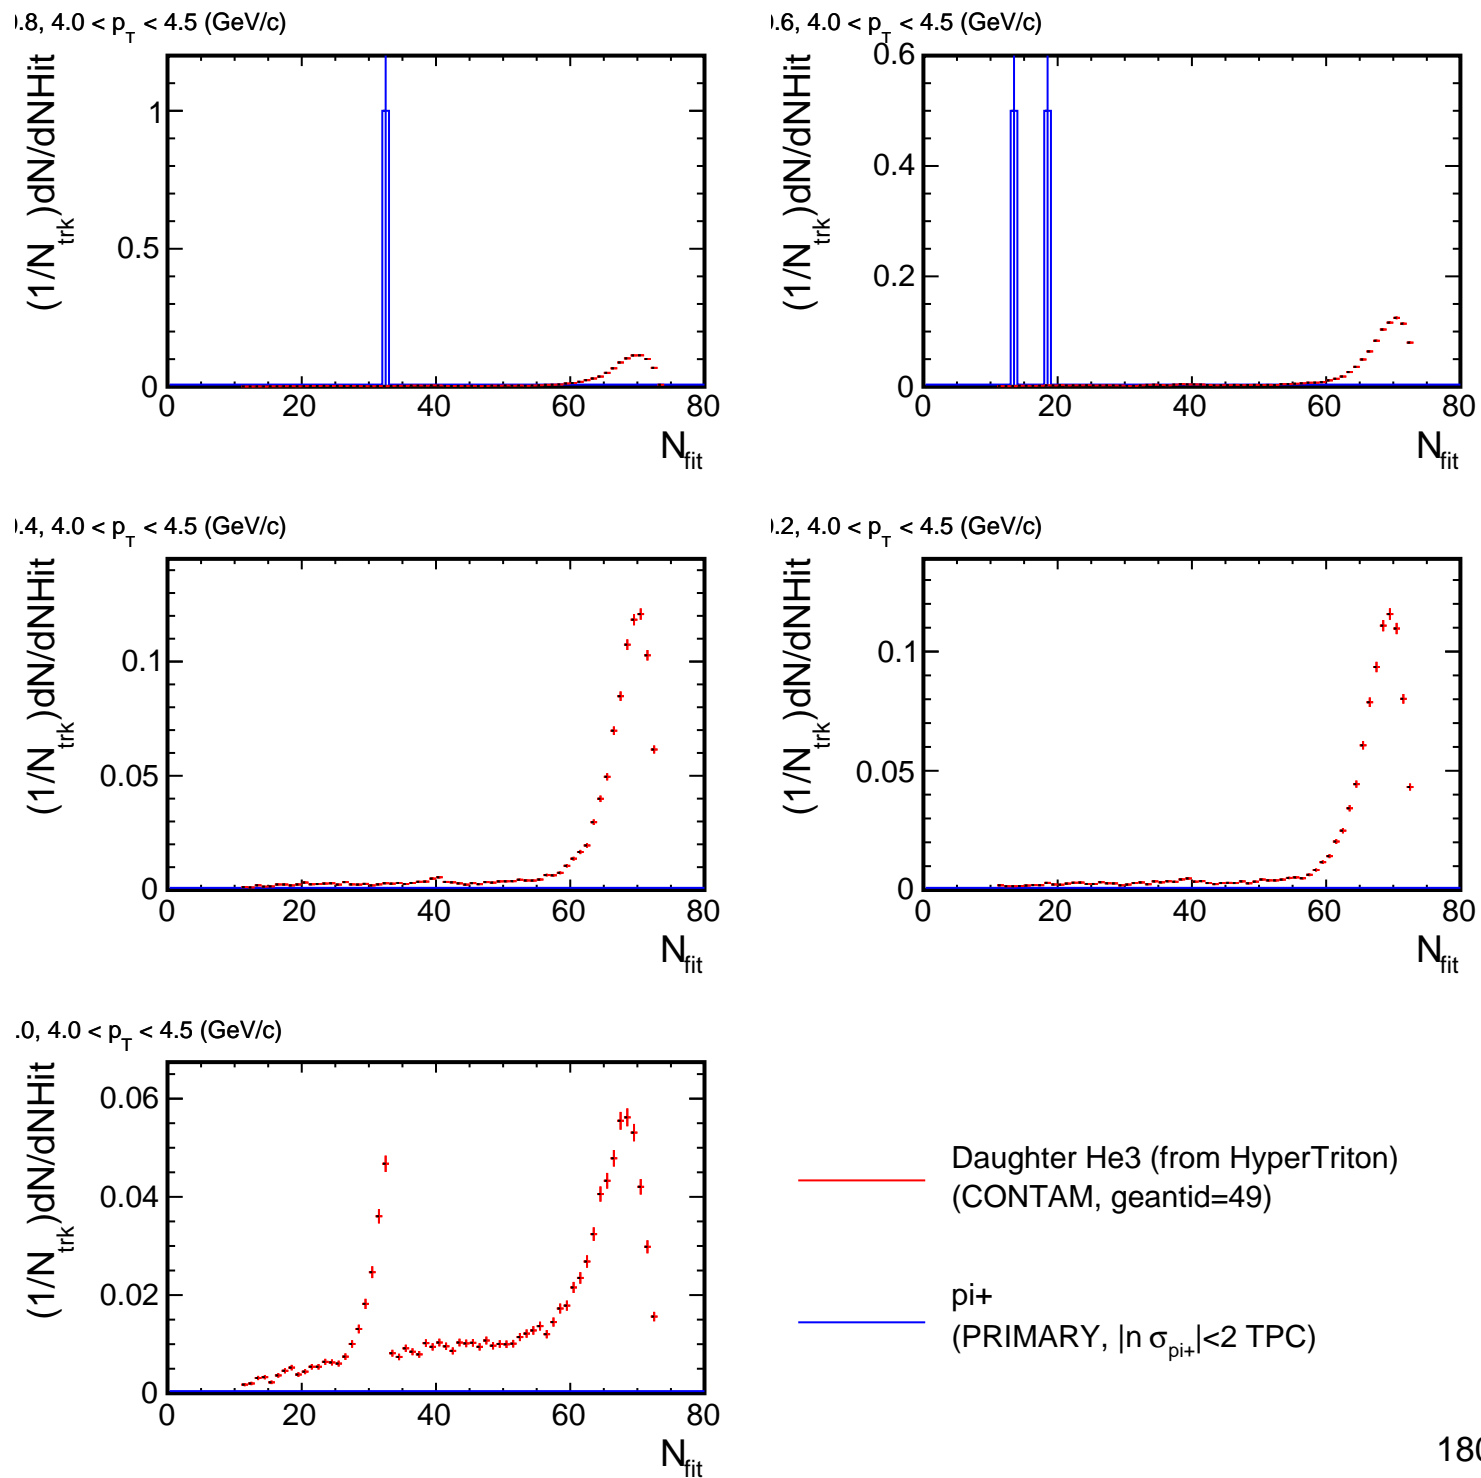 ).8, 4.0 < p_T < 4.5 (GeV/c)
(1/N_trk)dN/dNHit
1
0.5
0
0 20 40 60 80
N_fit
).6, 4.0 < p_T < 4.5 (GeV/c)
(1/N_trk)dN/dNHit
0.6
0.4
0.2
0
0 20 40 60 80
N_fit
).4, 4.0 < p_T < 4.5 (GeV/c)
(1/N_trk)dN/dNHit
0.1
0.05
0
0 20 40 60 80
N_fit
).2, 4.0 < p_T < 4.5 (GeV/c)
(1/N_trk)dN/dNHit
0.1
0.05
0
0 20 40 60 80
N_fit
.0, 4.0 < p_T < 4.5 (GeV/c)
(1/N_trk)dN/dNHit
0.06
0.04
0.02
0
0 20 40 60 80
N_fit
Daughter He3 (from HyperTriton)
(CONTAM, geantid=49)
pi+
(PRIMARY, |n σ_pi+|<2 TPC)
180